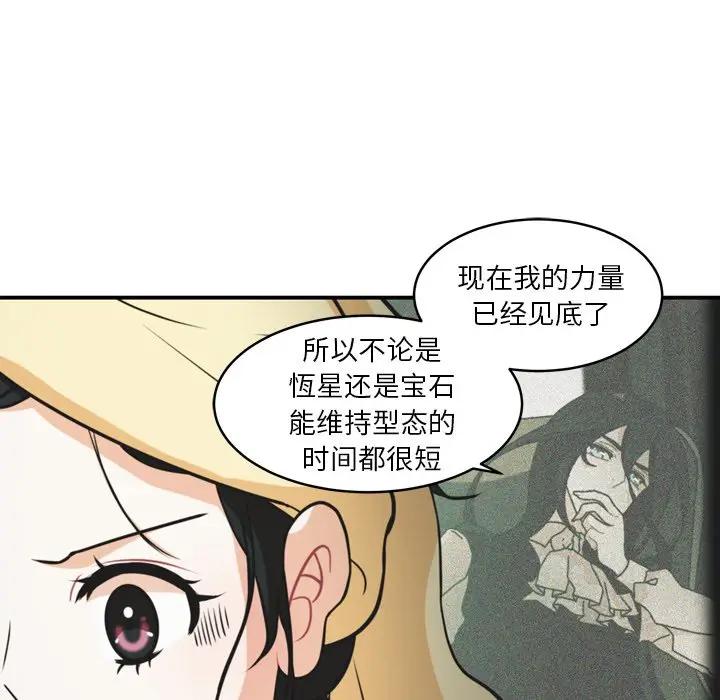 现在我的力量
已经见底了
所以不论是
恆星还是宝石
能维持型态的
时间都很短